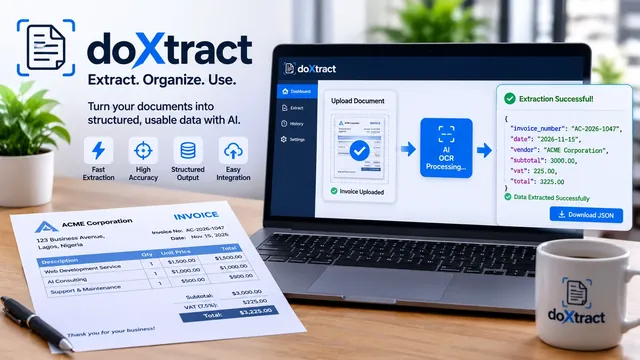 doXtract
Extract. Organize. Use.
Turn your documents into
structured, usable data with AI.
Fast
Extraction
High
Accuracy
Structured
Output
Easy
Integration
doXtract
Dashboard
Extract
History
Settings
Upload Document
INVOICE
Invoice Uploaded
AI
OCR
Processing...
Extraction Successful!
{
"invoice_number": "AC-2026-1047",
"date": "2026-11-15",
"vendor": "ACME Corporation",
"subtotal": 3000.00,
"vat": 225.00,
"total": 3225.00
}
Data Extracted Successfully
Download JSON
ACME Corporation
INVOICE
123 Business Avenue,
Lagos, Nigeria
Invoice No: AC-2026-1047
Date: Nov 15, 2026
Description Qty Unit Price Total
Web Development Service 1 $1,500.00 $1,500.00
AI Consulting 1 $1,000.00 $1,000.00
Support & Maintenance 1 $500.00 $500.00
Subtotal: $3,000.00
VAT (7.5%): $225.00
Total: $3,225.00
Thank you for your business!
doXtract